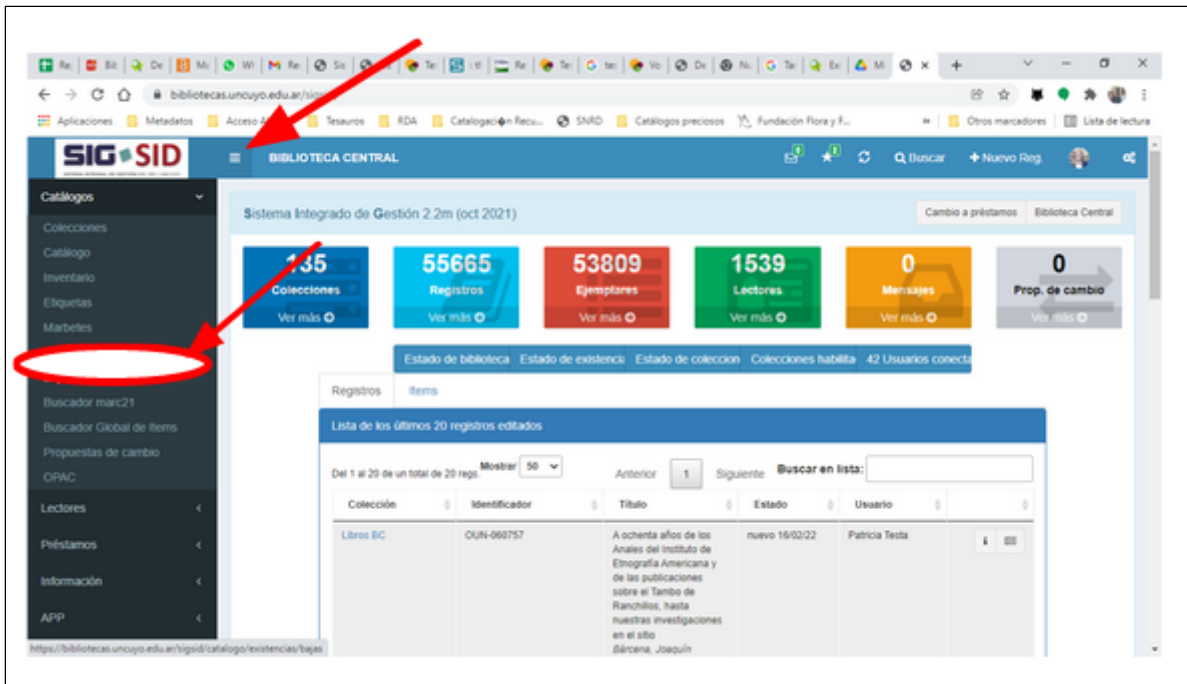 bibliotecas.uncuyo.edu.ar/sigsid
Aplicaciones Metadatos Acceso A Tesauros RDA Catalogaci�n Recu... SNRD Catálogos preciosos Fundación Flora y F... » Otros marcadores Lista de lectura
SIG SID BIBLIOTECA CENTRAL 0 2 Buscar +Nuevo Reg.
Catálogos
Colecciones
Catálogo
Inventario
Etiquetas
Marbetes
Buscador marc21
Buscador Global de Items
Propuestas de cambio
OPAC
Lectores
Préstamos
Información
APP
Sistema Integrado de Gestión 2.2m (oct 2021) Cambio a préstamos Biblioteca Central
135 55665 53809 1539 0 0
Colecciones Registros Ejemplares Lectores Mensajes Prop. de cambio
Ver más Ver más Ver más Ver más Ver más Ver más
Estado de biblioteca Estado de existenci Estado de coleccion Colecciones habilita 42 Usuarios conecta
Registros Items
Lista de los últimos 20 registros editados
Del 1 al 20 de un total de 20 regs. Mostrar 50 Anterior 1 Siguiente Buscar en lista:
Colección Identificador Título Estado Usuario
Libros BC OUN-060757 A ochenta años de los nuevo 16/02/22 Patricia Testa
Anales del Instituto de
Etnografía Americana y
de las publicaciones
sobre el Tambo de
Ranchillos, hasta
nuestras investigaciones
en el sitio
Bárcena, Joaquín
https://bibliotecas.uncuyo.edu.ar/sigsid/catalogo/existencias/bajas